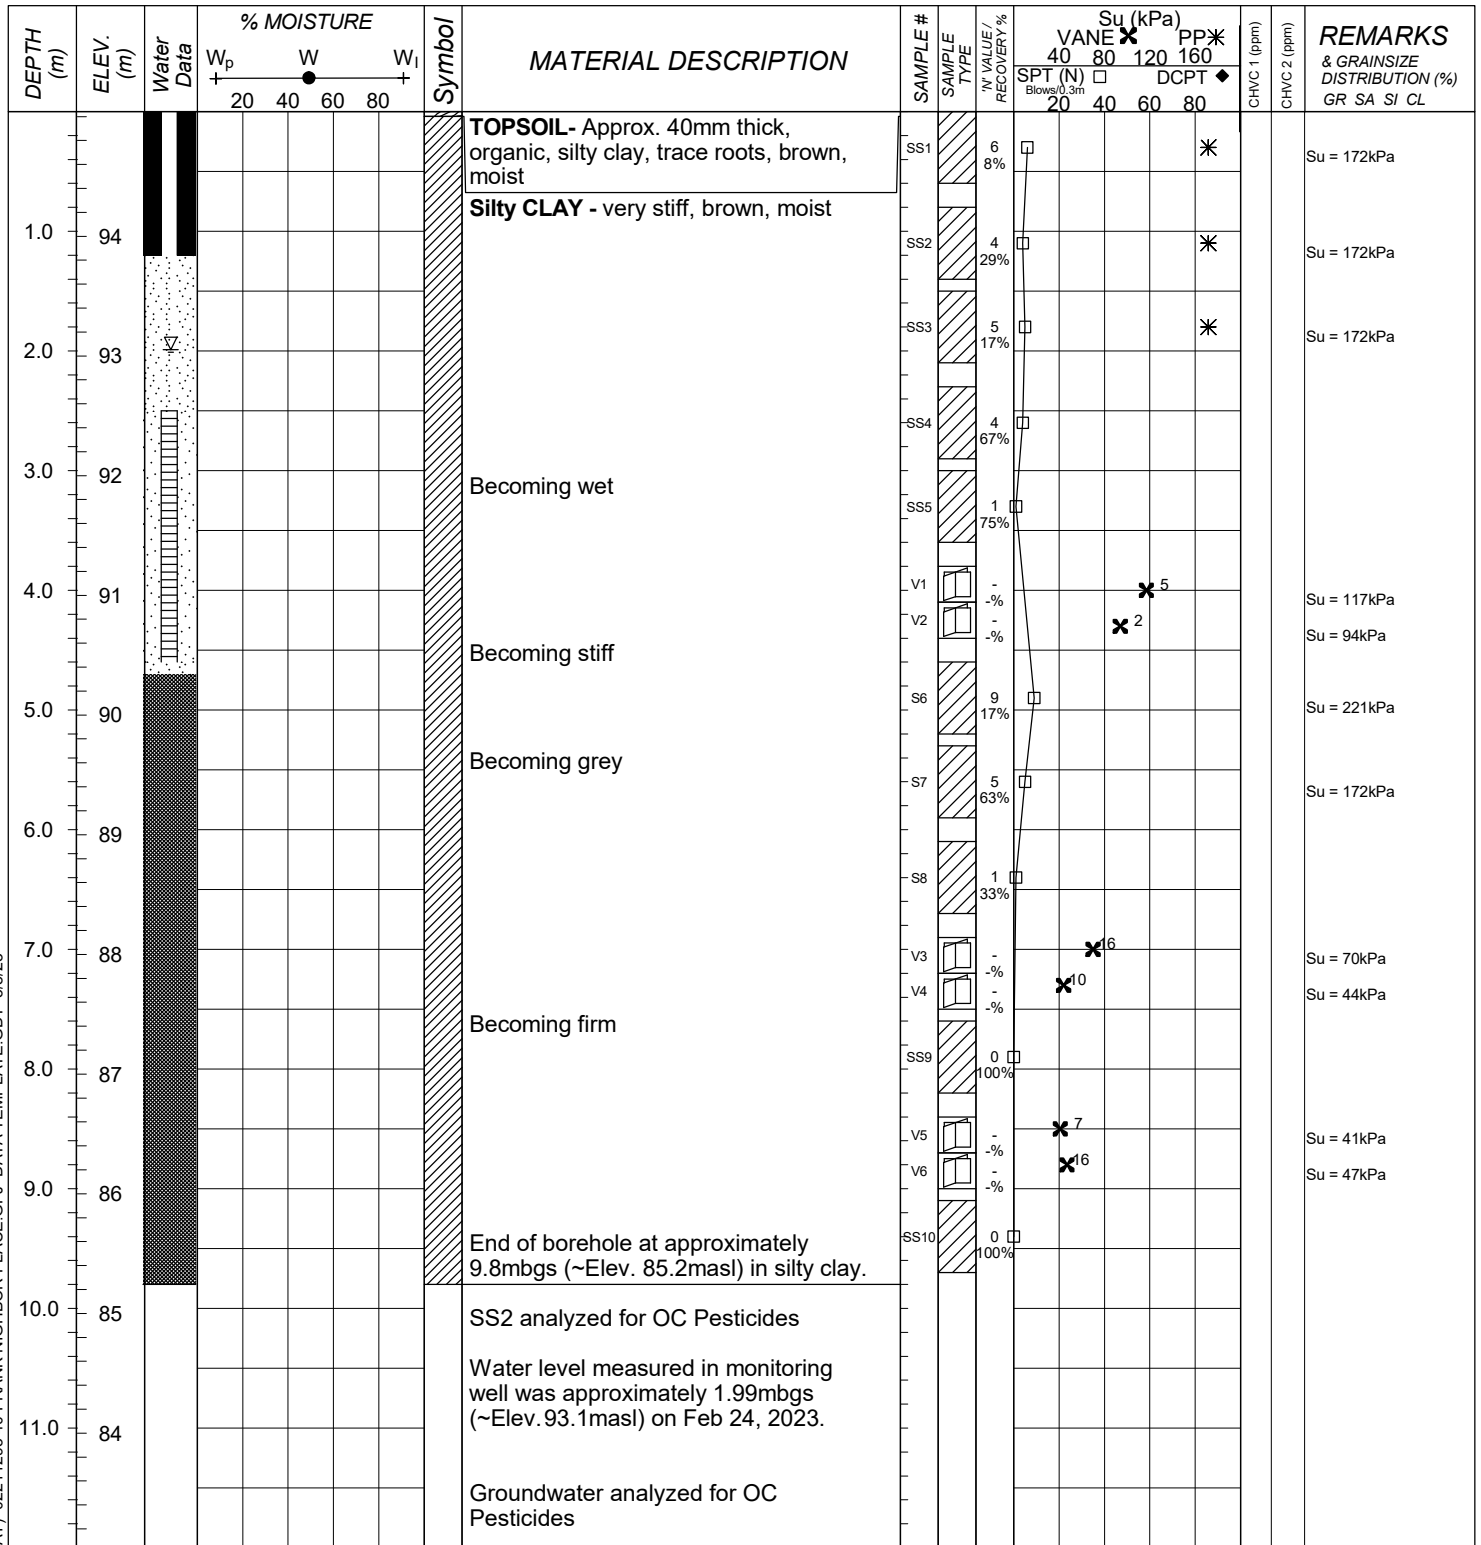 DEPTH (m)
ELEV. (m)
Water Data
% MOISTURE
Wp W Wl
20 40 60 80
Symbol
MATERIAL DESCRIPTION
SAMPLE #
SAMPLE TYPE
'N' VALUE / RECOVERY %
Su (kPa)
VANE PP
40 80 120 160
SPT (N) DCPT
Blows/0.3m
20 40 60 80
CHVC 1 (ppm)
CHVC 2 (ppm)
REMARKS
& GRAINSIZE
DISTRIBUTION (%)
GR SA SI CL
TOPSOIL- Approx. 40mm thick,
organic, silty clay, trace roots, brown,
moist
SS1 6 8% Su = 172kPa
Silty CLAY - very stiff, brown, moist
1.0 94 SS2 4 29% Su = 172kPa
SS3 5 17% Su = 172kPa
2.0 93
SS4 4 67%
3.0 92
Becoming wet
SS5 1 75%
V1 - -% 5 Su = 117kPa
4.0 91
V2 - -% 2 Su = 94kPa
Becoming stiff
S6 9 17% Su = 221kPa
5.0 90
Becoming grey
S7 5 63% Su = 172kPa
6.0 89
S8 1 33%
7.0 88
V3 - -% 16 Su = 70kPa
V4 - -% 10 Su = 44kPa
Becoming firm
SS9 0 100%
8.0 87
V5 - -% 7 Su = 41kPa
V6 - -% 16 Su = 47kPa
9.0 86
SS10 0 100%
End of borehole at approximately
9.8mbgs (~Elev. 85.2masl) in silty clay.
10.0 85
SS2 analyzed for OC Pesticides
Water level measured in monitoring
well was approximately 1.99mbgs
(~Elev.93.1masl) on Feb 24, 2023.
11.0 84
Groundwater analyzed for OC
Pesticides